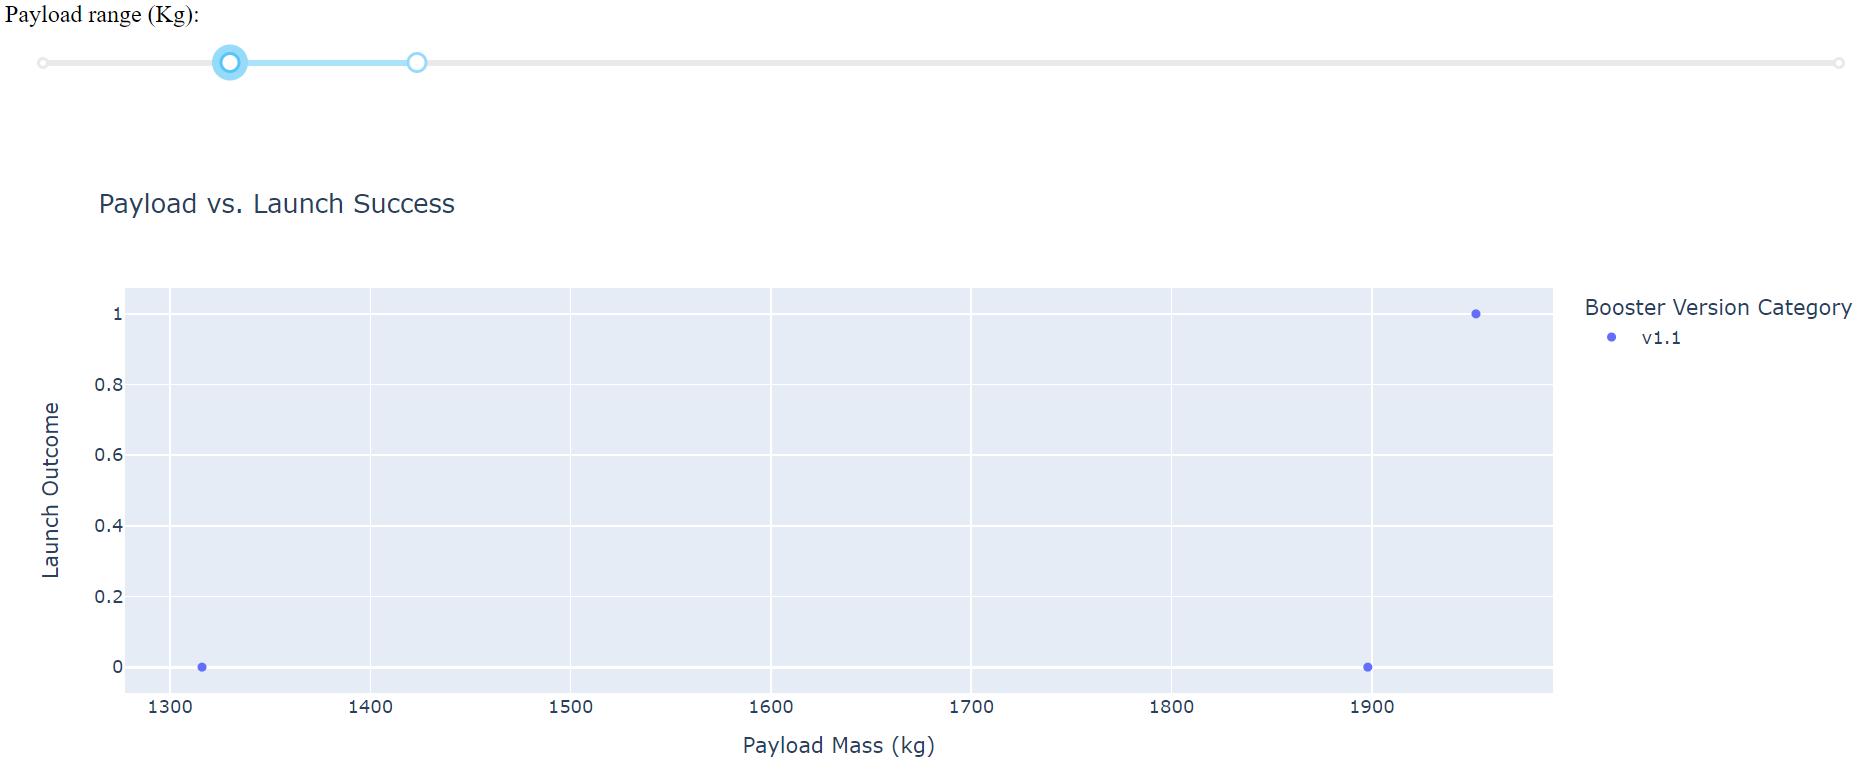 Payload range (Kg):
Payload vs. Launch Success
1
0.8
0.6
0.4
0.2
0
Launch Outcome
1300 1400 1500 1600 1700 1800 1900
Payload Mass (kg)
Booster Version Category
v1.1